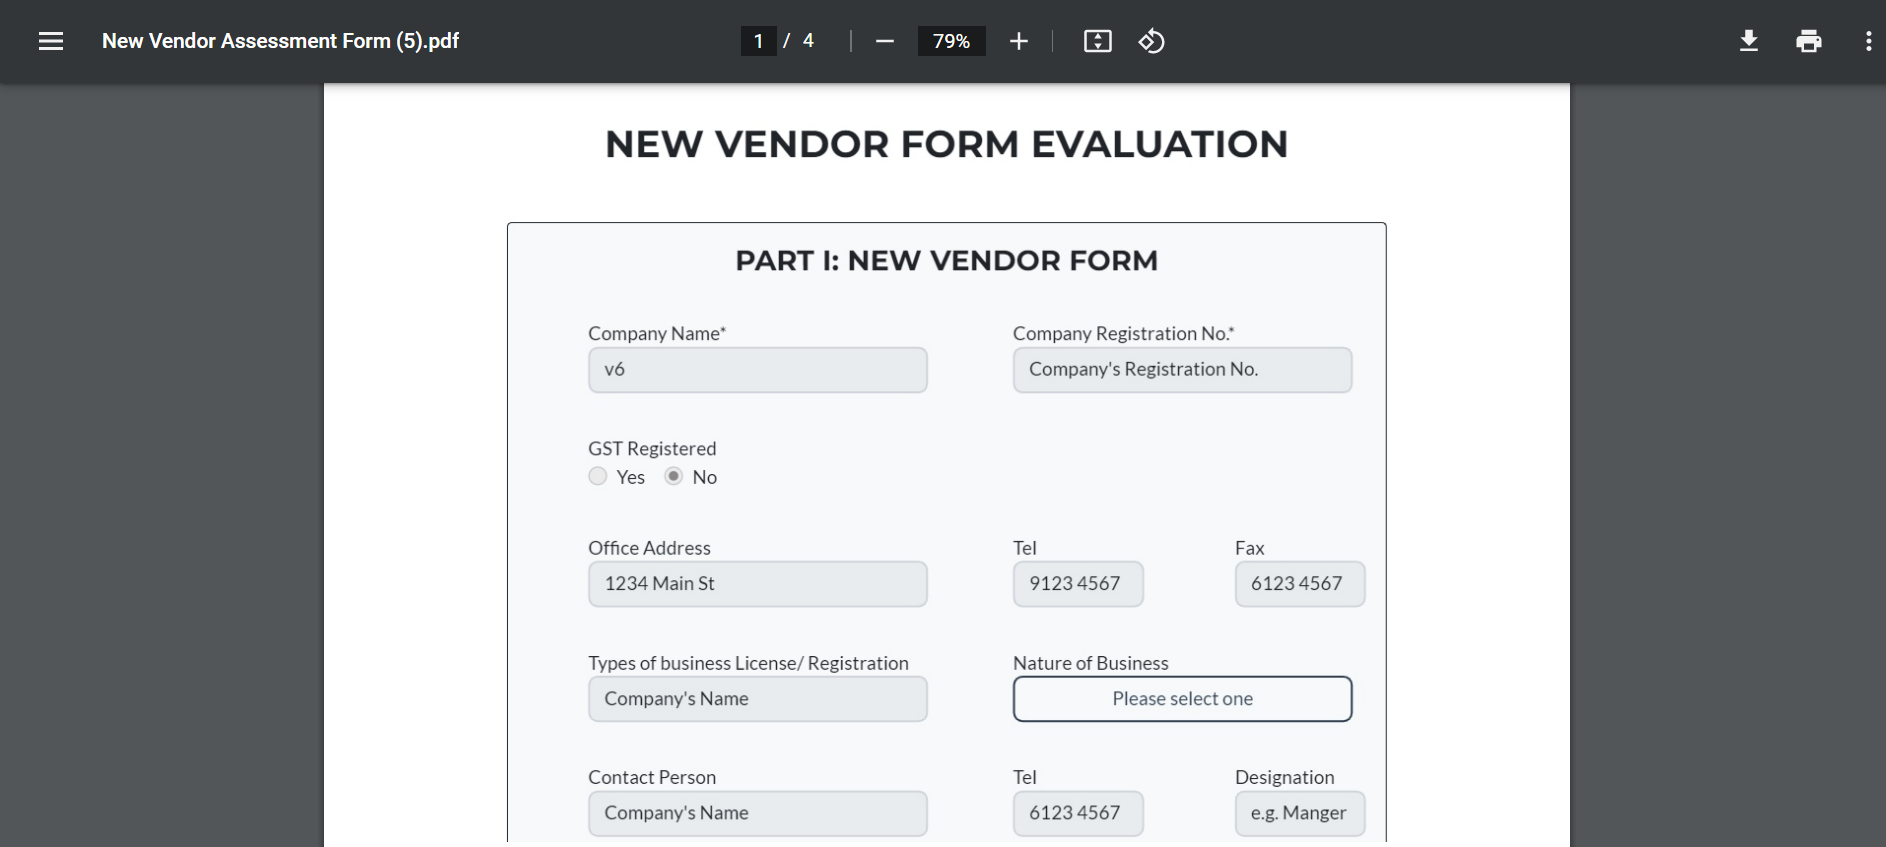 New Vendor Assessment Form (5).pdf
1 / 4
79%
NEW VENDOR FORM EVALUATION
PART I: NEW VENDOR FORM
Company Name* Company Registration No.*
v6 Company's Registration No.
GST Registered
Yes No
Office Address Tel Fax
1234 Main St 9123 4567 6123 4567
Types of business License/ Registration Nature of Business
Company's Name Please select one
Contact Person Tel Designation
Company's Name 6123 4567 e.g. Manger